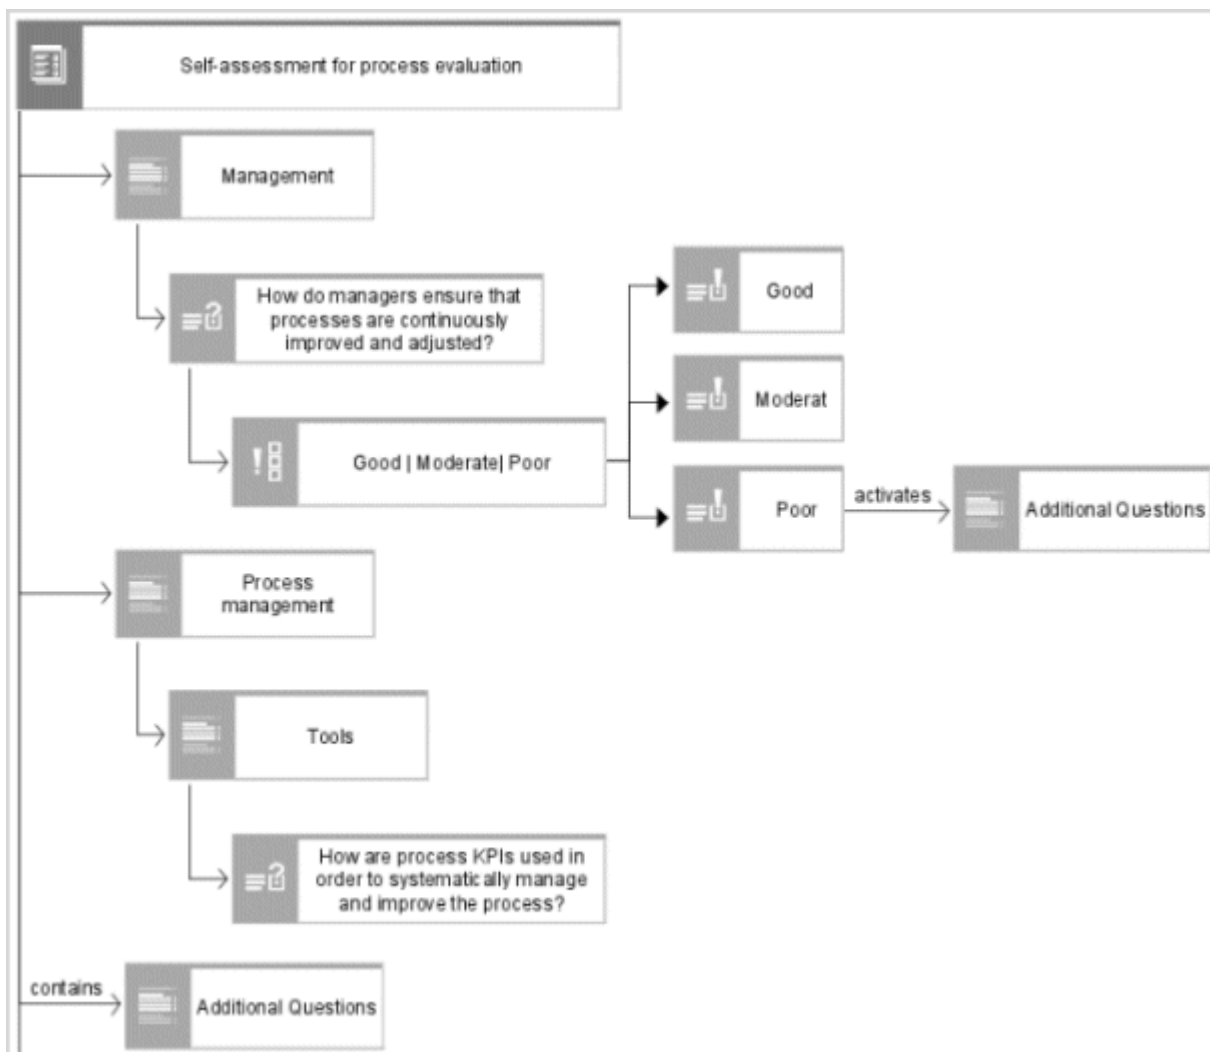 Self-assessment for process evaluation
Management
How do managers ensure that
processes are continuously
improved and adjusted?
Good
Moderat
Good | Moderate| Poor
Poor
activates
Additional Questions
Process
management
Tools
How are process KPIs used in
order to systematically manage
and improve the process?
contains
Additional Questions